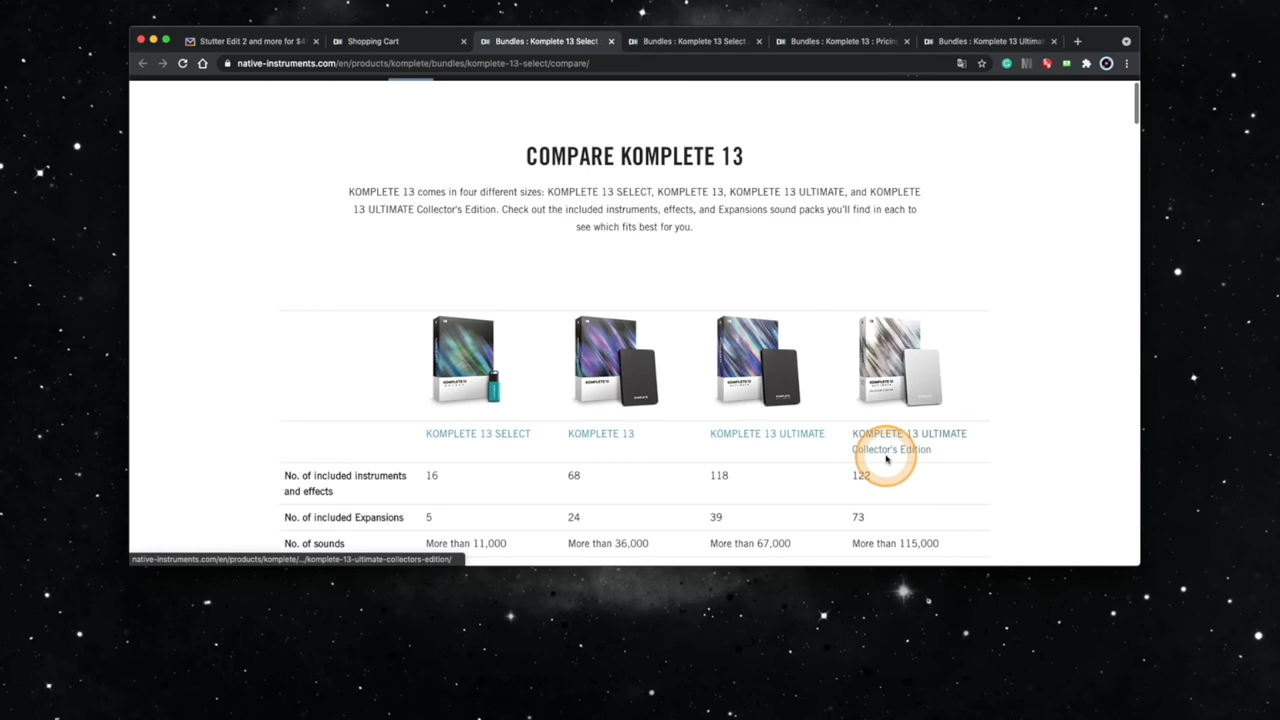 Stutter Edit 2 and more for $4
Shopping Cart
Bundles : Komplete 13 Select
Bundles : Komplete 13 Select
Bundles : Komplete 13 : Pricin
Bundles : Komplete 13 Ultima
native-instruments.com/en/products/komplete/bundles/komplete-13-select/compare/
COMPARE KOMPLETE 13
KOMPLETE 13 comes in four different sizes: KOMPLETE 13 SELECT, KOMPLETE 13, KOMPLETE 13 ULTIMATE, and KOMPLETE
13 ULTIMATE Collector's Edition. Check out the included instruments, effects, and Expansions sound packs you'll find in each to
see which fits best for you.
KOMPLETE 13 SELECT KOMPLETE 13 KOMPLETE 13 ULTIMATE KOMPLETE 13 ULTIMATE
Collector's Edition
No. of included instruments 16 68 118 122
and effects
No. of included Expansions 5 24 39 73
No. of sounds More than 11,000 More than 36,000 More than 67,000 More than 115,000
native-instruments.com/en/products/komplete/.../komplete-13-ultimate-collectors-edition/